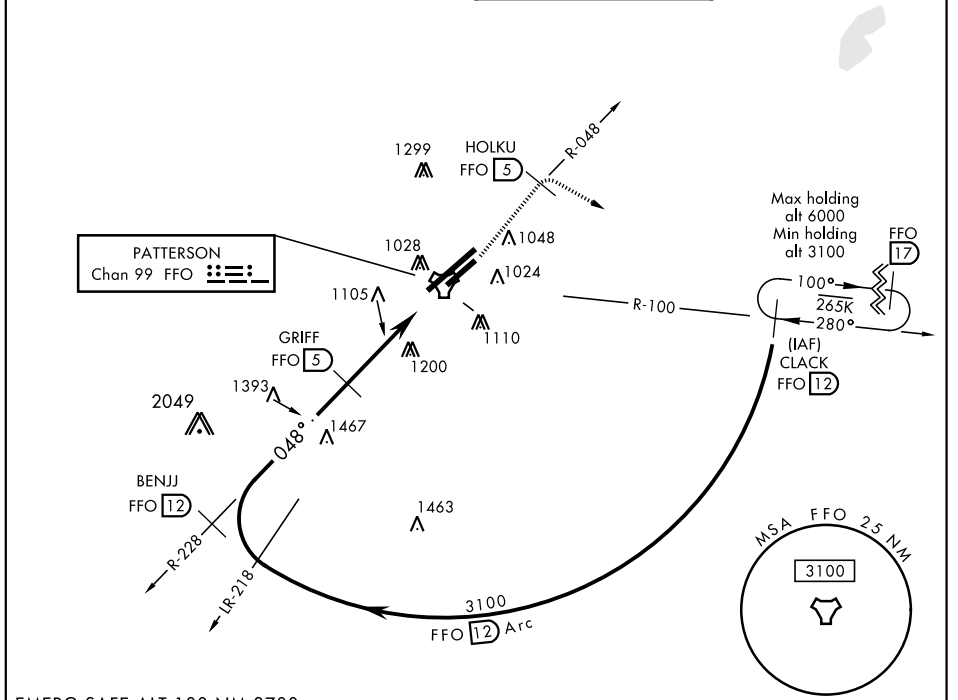 1299
HOLKU
FFO 5
R-048
Max holding
alt 6000
Min holding
alt 3100
FFO
17
PATTERSON
Chan 99 FFO
1028
1048
1024
100°
265K
280°
1105
R-100
1110
(IAF)
CLACK
FFO 12
GRIFF
FFO 5
1200
1393
2049
1467
048°
BENJJ
FFO 12
1463
R-228
LR-218
3100
FFO 12 Arc
MSA FFO 25 NM
3100